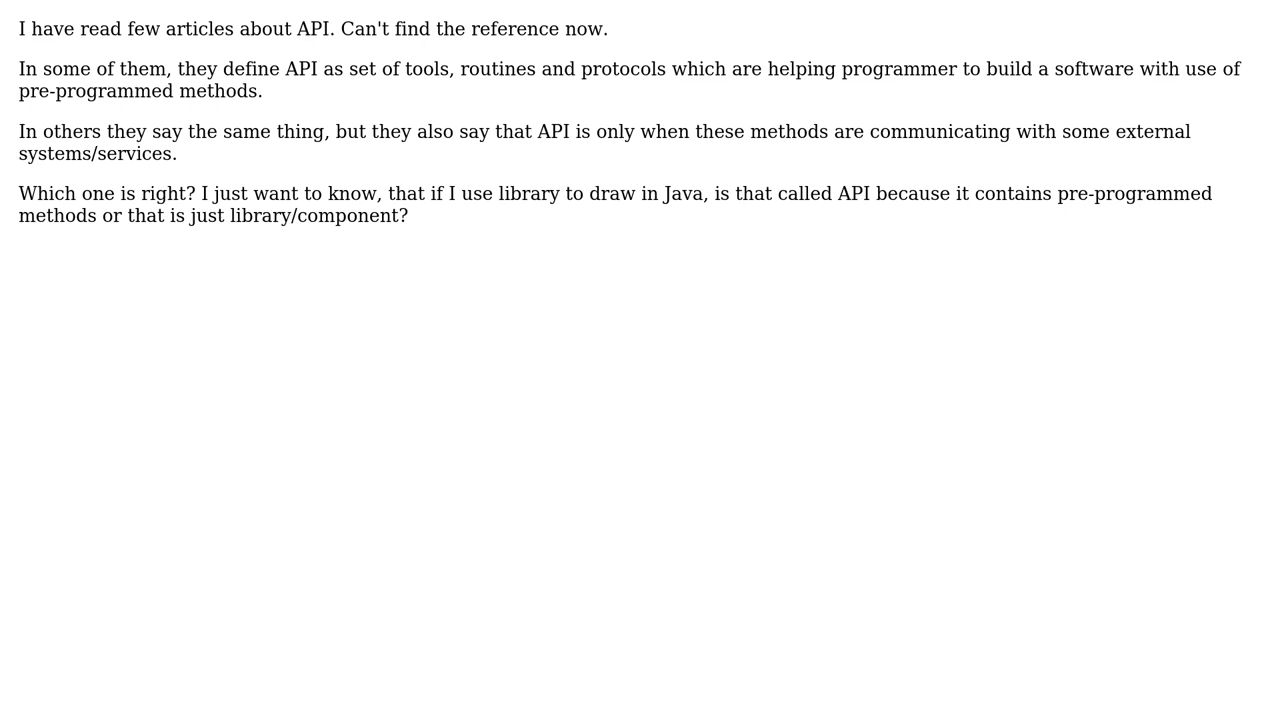 I have read few articles about API. Can't find the reference now.
In some of them, they define API as set of tools, routines and protocols which are helping programmer to build a software with use of
pre-programmed methods.
In others they say the same thing, but they also say that API is only when these methods are communicating with some external
systems/services.
Which one is right? I just want to know, that if I use library to draw in Java, is that called API because it contains pre-programmed
methods or that is just library/component?